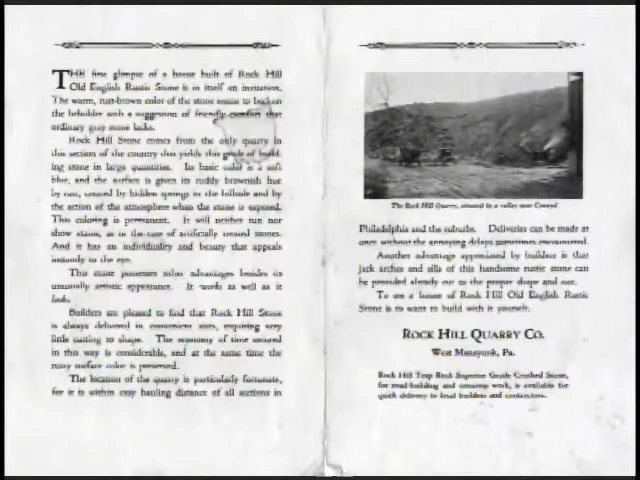 THE first glimpse of a house built of Rock Hill
Old English Rustic Stone is in itself an invitation.
The warm, rust-brown color of the stone seems to beckon
the beholder with a suggestion of friendly comfort that
ordinary gray stone lacks.
Rock Hill Stone comes from the only quarry in
this section of the country that yields this grade of build-
ing stone in large quantities. Its basic color is a soft
blue, and the surface is given its ruddy brownish hue
by rust, created by hidden springs in the hillside and by
the action of the atmosphere when the stone is exposed.
This coloring is permanent. It will neither run nor
show stains, as in the case of artificially treated stones.
And it has an individuality and beauty that appeals
instantly to the eye.
This stone possesses other advantages besides its
unusually artistic appearance. It works as well as it
looks.
Builders are pleased to find that Rock Hill Stone
is always delivered in convenient sizes, requiring very
little cutting to shape. The economy of time secured
in this way is considerable, and at the same time the
rusty surface color is preserved.
The location of the quarry is particularly fortunate,
for it is within easy hauling distance of all sections in
The Rock Hill Quarry, situated in a valley near Cynwyd
Philadelphia and the suburbs. Deliveries can be made at
once without the annoying delays sometimes encountered.
Another advantage appreciated by builders is that
jack arches and sills of this handsome rustic stone can
be provided already cut to the proper shape and size.
To see a house of Rock Hill Old English Rustic
Stone is to want to build with it yourself.
ROCK HILL QUARRY CO.
West Manayunk, Pa.
Rock Hill Trap Rock Superior Grade Crushed Stone,
for road-building and concrete work, is available for
quick delivery to local builders and contractors.